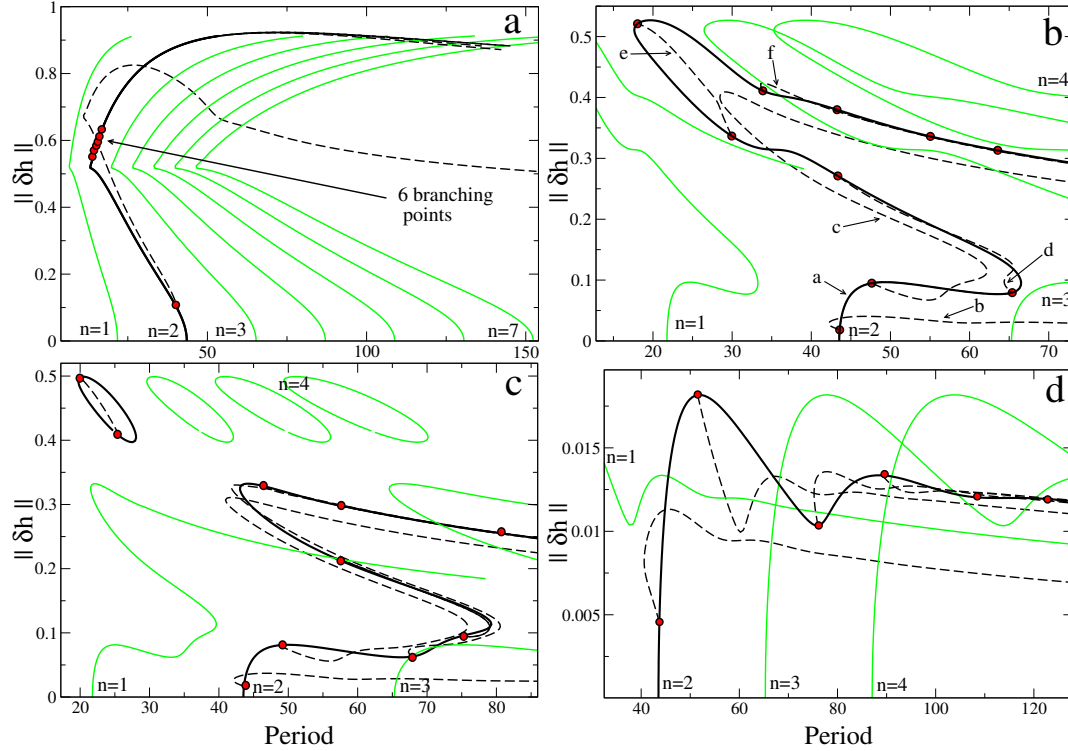 a
1
0.8
0.6
0.4
0.2
0
|| δh ||
6 branching
points
n=1
n=2
n=3
n=7
50
100
150
b
0.5
0.4
0.3
0.2
0.1
0
|| δh ||
e
f
n=4
c
d
a
b
n=1
n=2
n=3
20
30
40
50
60
70
c
0.5
0.4
0.3
0.2
0.1
0
|| δh ||
n=4
n=1
n=2
n=3
20
30
40
50
60
70
80
Period
d
0.015
0.01
0.005
|| δh ||
n=1
n=2
n=3
n=4
40
60
80
100
120
Period